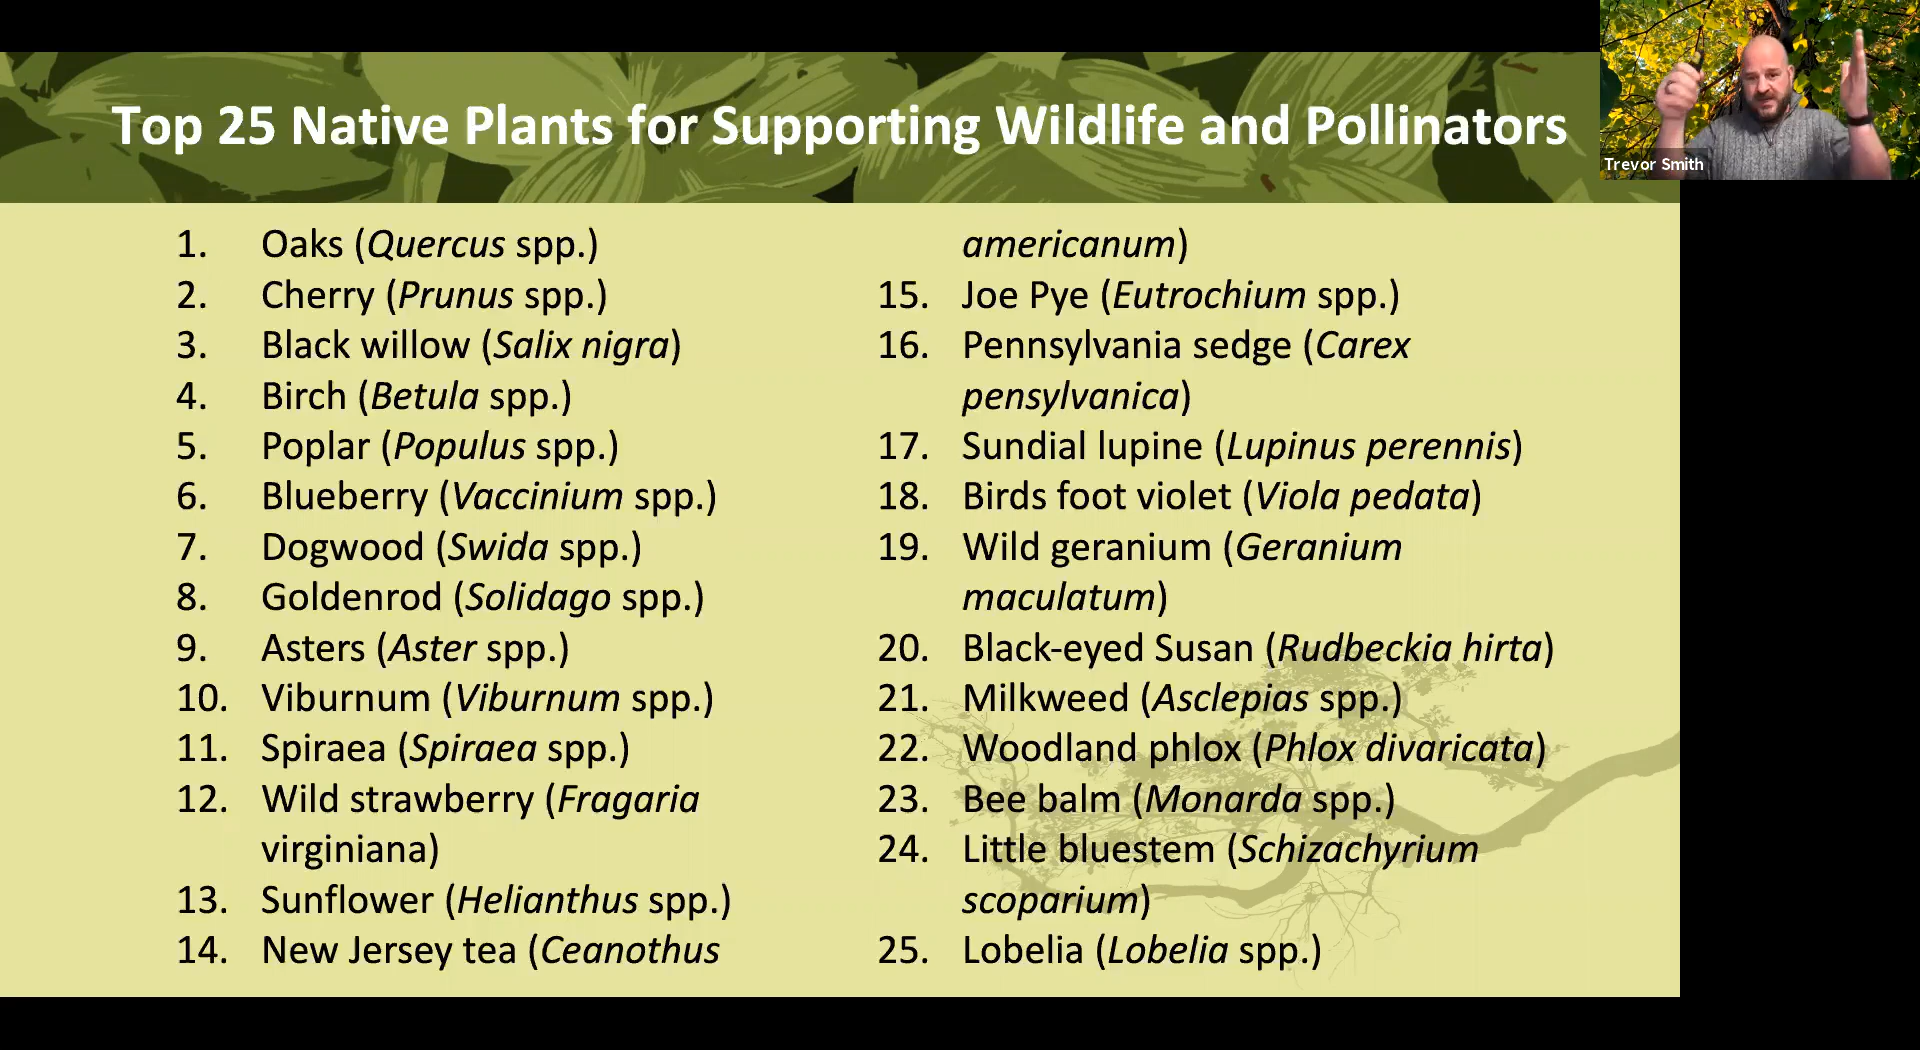 Top 25 Native Plants for Supporting Wildlife and Pollinators
Trevor Smith
1. Oaks (Quercus spp.)
2. Cherry (Prunus spp.)
3. Black willow (Salix nigra)
4. Birch (Betula spp.)
5. Poplar (Populus spp.)
6. Blueberry (Vaccinium spp.)
7. Dogwood (Swida spp.)
8. Goldenrod (Solidago spp.)
9. Asters (Aster spp.)
10. Viburnum (Viburnum spp.)
11. Spiraea (Spiraea spp.)
12. Wild strawberry (Fragaria
virginiana)
13. Sunflower (Helianthus spp.)
14. New Jersey tea (Ceanothus
americanum)
15. Joe Pye (Eutrochium spp.)
16. Pennsylvania sedge (Carex
pensylvanica)
17. Sundial lupine (Lupinus perennis)
18. Birds foot violet (Viola pedata)
19. Wild geranium (Geranium
maculatum)
20. Black-eyed Susan (Rudbeckia hirta)
21. Milkweed (Asclepias spp.)
22. Woodland phlox (Phlox divaricata)
23. Bee balm (Monarda spp.)
24. Little bluestem (Schizachyrium
scoparium)
25. Lobelia (Lobelia spp.)